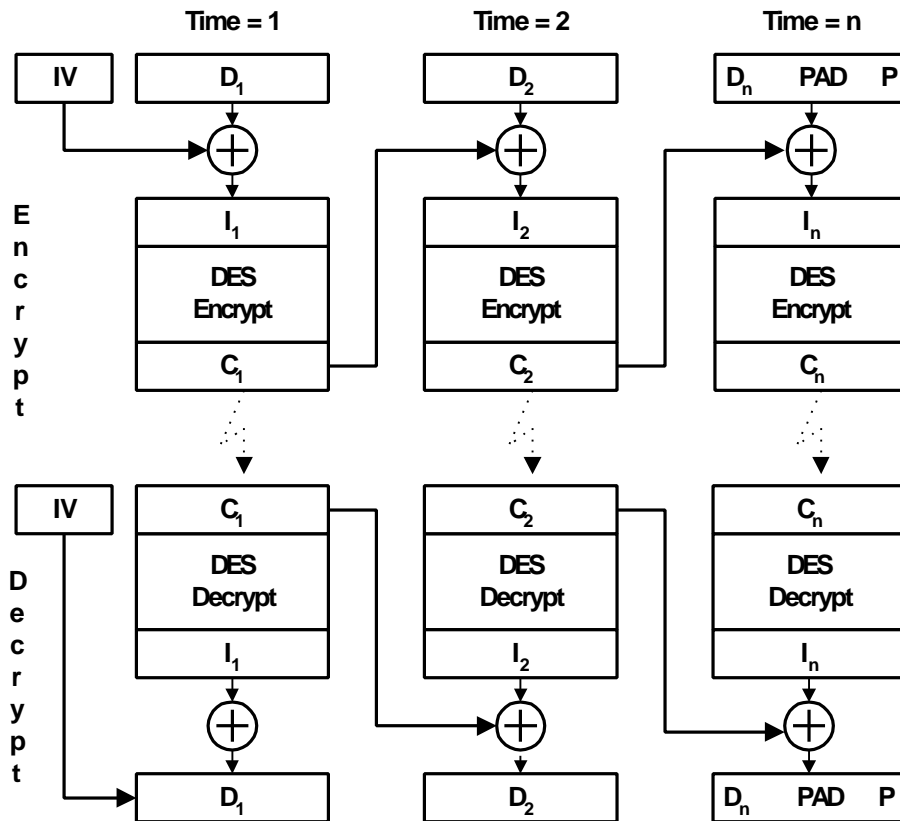 Time = 1 Time = 2 Time = n
IV D₁ D₂ Dₙ PAD P
Encrypt
I₁ I₂ Iₙ
DES DES DES
Encrypt Encrypt Encrypt
C₁ C₂ Cₙ
IV C₁ C₂ Cₙ
Decrypt
DES DES DES
Decrypt Decrypt Decrypt
I₁ I₂ Iₙ
D₁ D₂ Dₙ PAD P